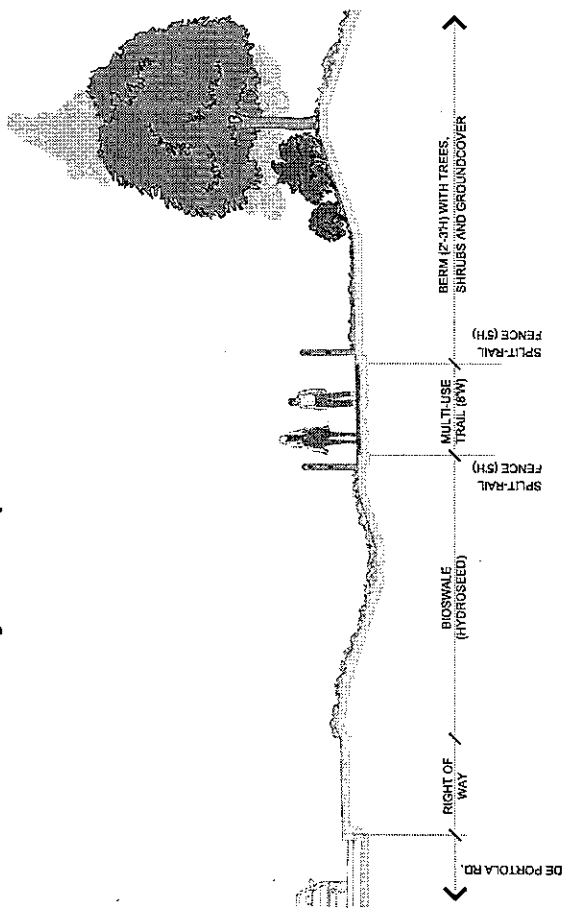 DE PORTOLA RD.
RIGHT OF
WAY
BIOSWALE
(HYDROSEED)
SPLIT-RAIL
FENCE (5'H)
MULTI-USE
TRAIL (8'W)
SPLIT-RAIL
FENCE (5'H)
BERM (2'-3'H) WITH TREES,
SHRUBS AND GROUNDCOVER